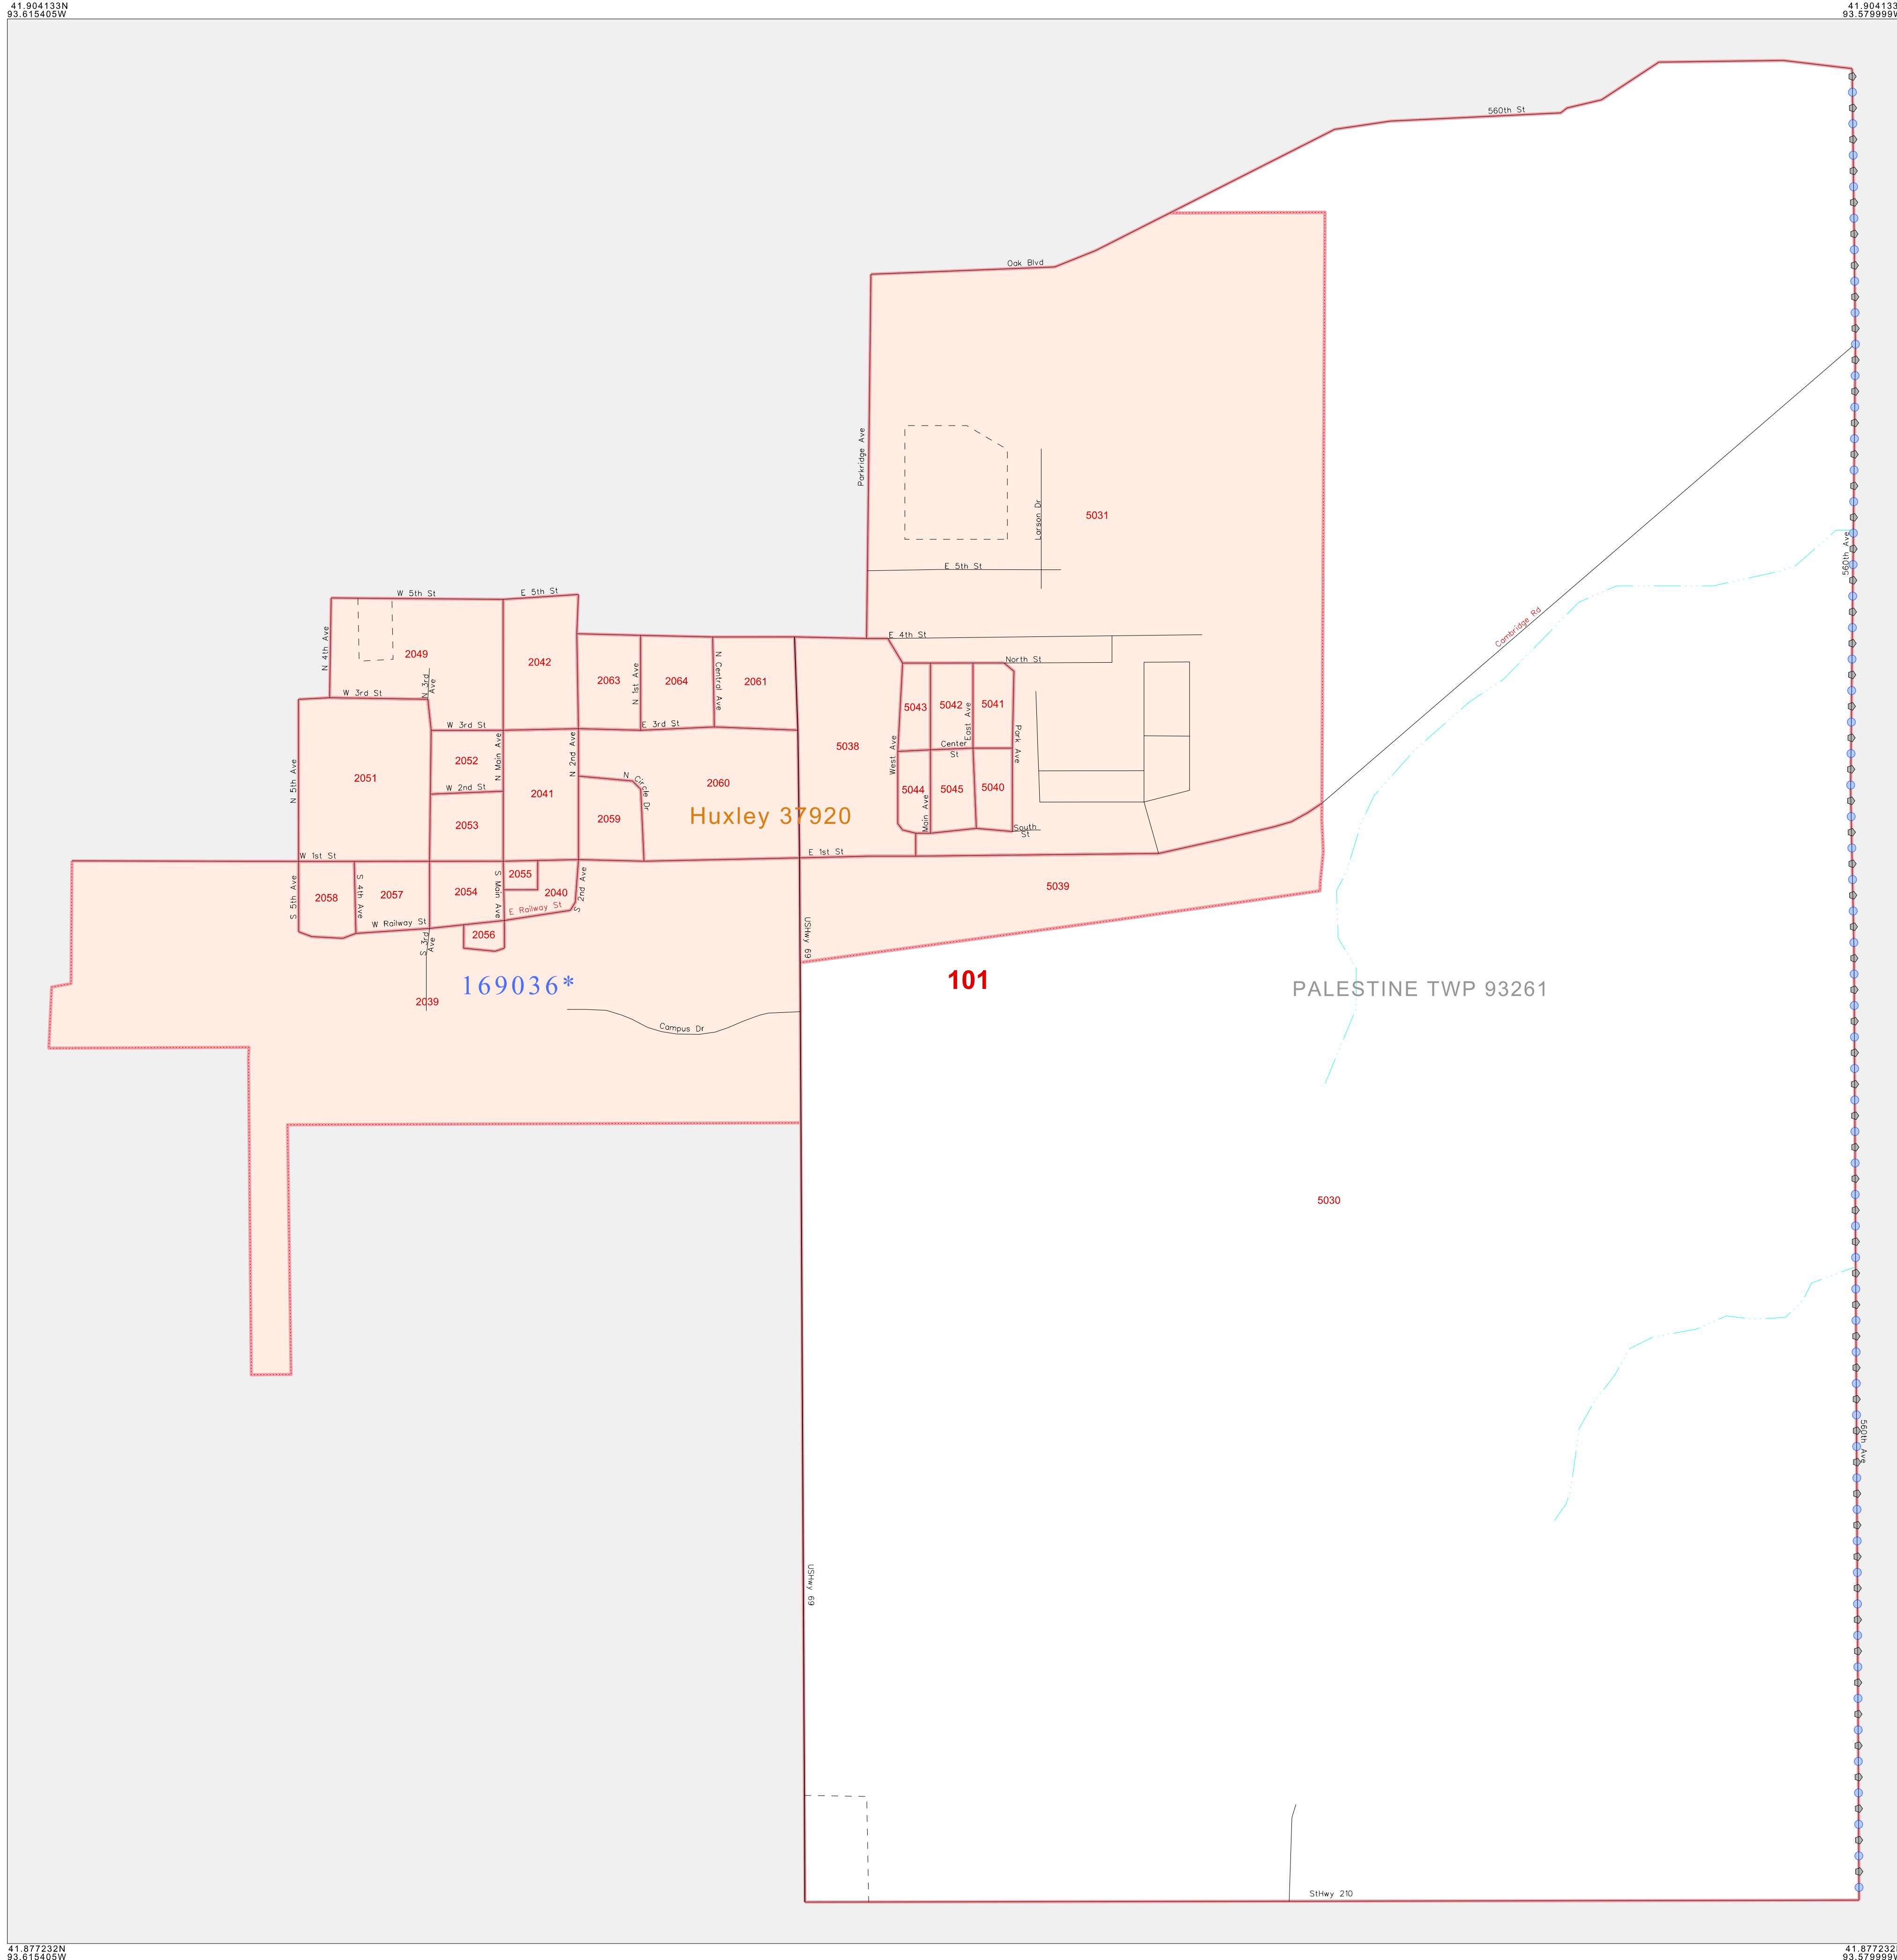 41.904133N
93.615405W
41.904133
93.579999W
560th St
Oak Blvd
Parkridge Ave
Larson Dr
5031
560th Ave
E 5th St
W 5th St
E 5th St
Cambridge Rd
N 4th Ave
2049
2042
E 4th St
North St
N 3rd
Ave
N 1st Ave
N Central Ave
2063
2064
2061
W 3rd St
W 3rd St
E 3rd St
5043
5042
5041
East Ave
Park Ave
5038
West Ave
Center
St
N 5th Ave
2051
2052
N Main Ave
N 2nd Ave
W 2nd St
2041
N Circle Dr
2060
5044
5045
5040
Main Ave
2053
2059
Huxley 37920
South
St
W 1st St
E 1st St
S 5th Ave
2058
S 4th Ave
2057
2054
S Main Ave
2055
2040
S 2nd Ave
5039
E Railway St
W Railway St
2056
S 3rd
Ave
USHwy 69
169036*
101
PALESTINE TWP 93261
2039
Campus Dr
5030
560th Ave
USHwy 69
StHwy 210
41.877232N
93.615405W
41.877232
93.579999W